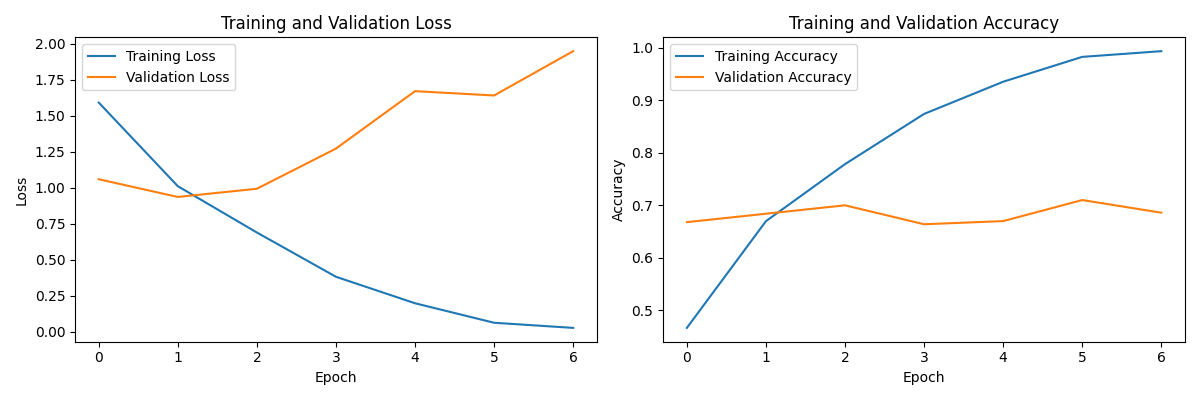 Training and Validation Loss
Training Loss
Validation Loss
2.00
1.75
1.50
1.25
1.00
0.75
0.50
0.25
0.00
Loss
0 1 2 3 4 5 6
Epoch
Training and Validation Accuracy
Training Accuracy
Validation Accuracy
1.0
0.9
0.8
0.7
0.6
0.5
Accuracy
0 1 2 3 4 5 6
Epoch